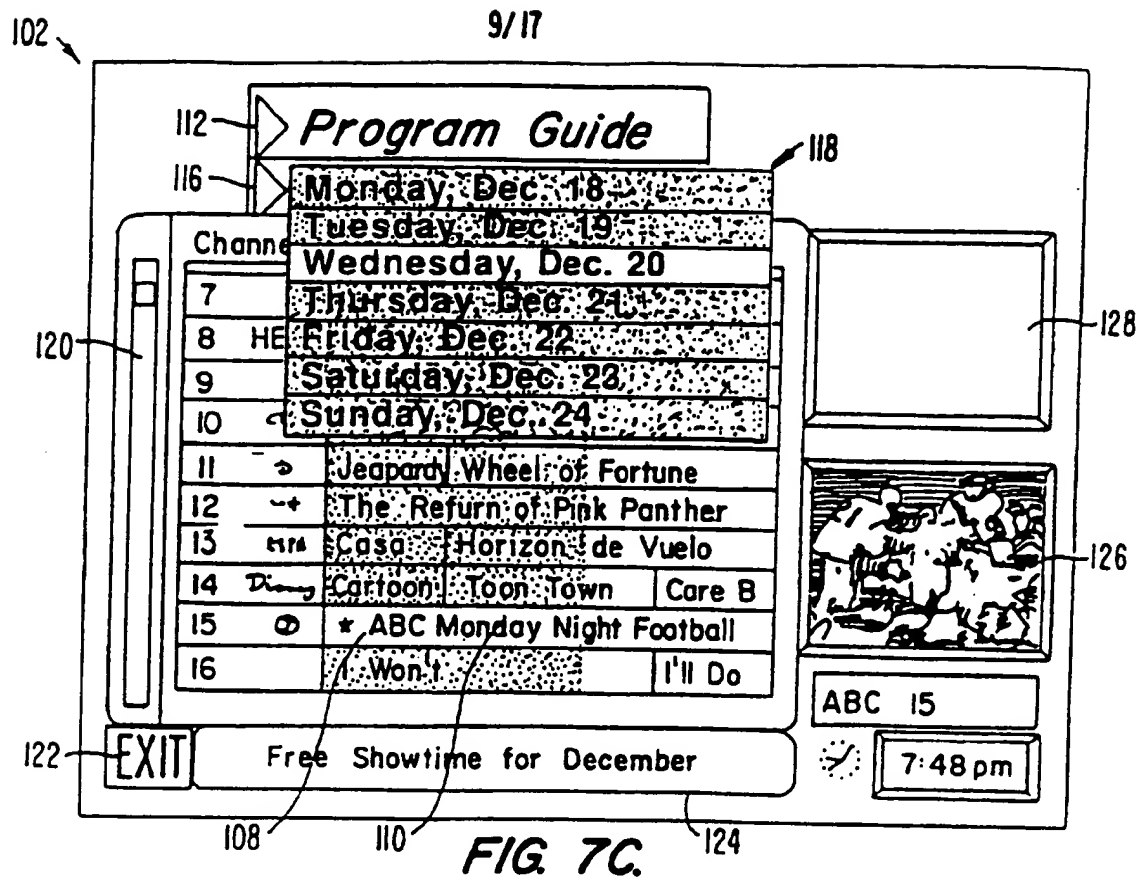 9/17
102
112
Program Guide
116
118
Monday, Dec. 18
Tuesday, Dec. 19
Wednesday, Dec. 20
Thursday, Dec. 21
Friday, Dec. 22
Saturday, Dec. 23
Sunday, Dec. 24
Channe
7
8 HE
9
10
11 Jeapardy Wheel of Fortune
12 The Return of Pink Panther
13 Casa Horizon de Vuelo
14 Cartoon Toon Town Care B
15 * ABC Monday Night Football
16 I Won't I'll Do
120
128
126
ABC 15
122
EXIT
Free Showtime for December
7:48 pm
108
110
124
FIG. 7C.